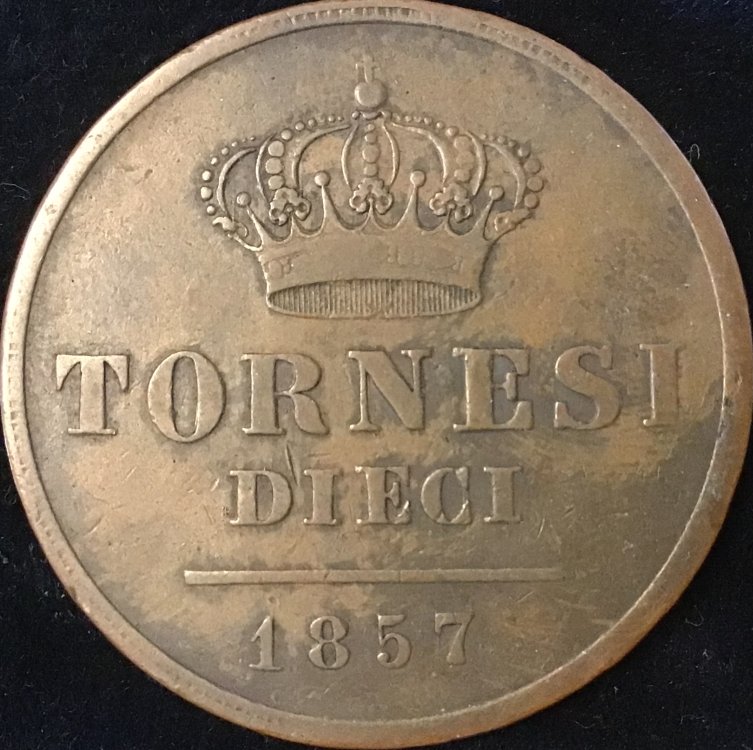 TORNESI
DIECI
1857